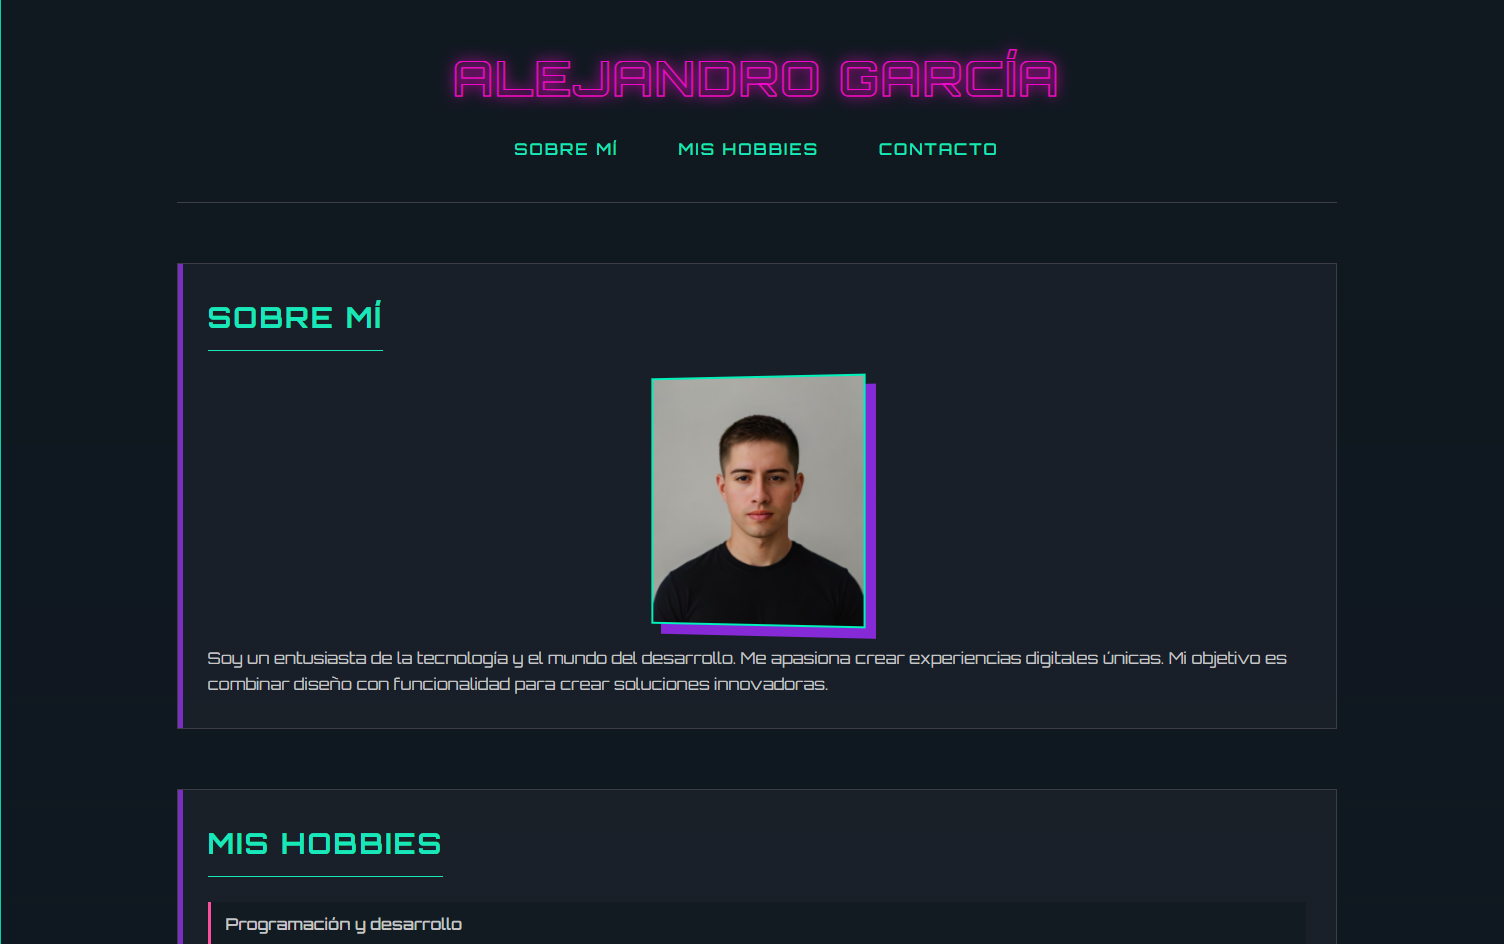 ALEJANDRO GARCÍA
SOBRE MÍ MIS HOBBIES CONTACTO
SOBRE MÍ
Soy un entusiasta de la tecnología y el mundo del desarrollo. Me apasiona crear experiencias digitales únicas. Mi objetivo es
combinar diseño con funcionalidad para crear soluciones innovadoras.
MIS HOBBIES
Programación y desarrollo